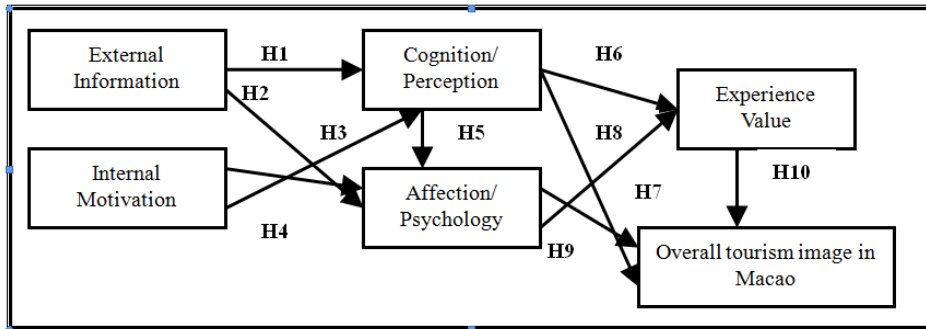 External
Information
H1
Cognition/
Perception
H6
Experience
Value
H2
H3
H5
H8
Internal
Motivation
H4
Affection/
Psychology
H7
H10
H9
Overall tourism image in
Macao